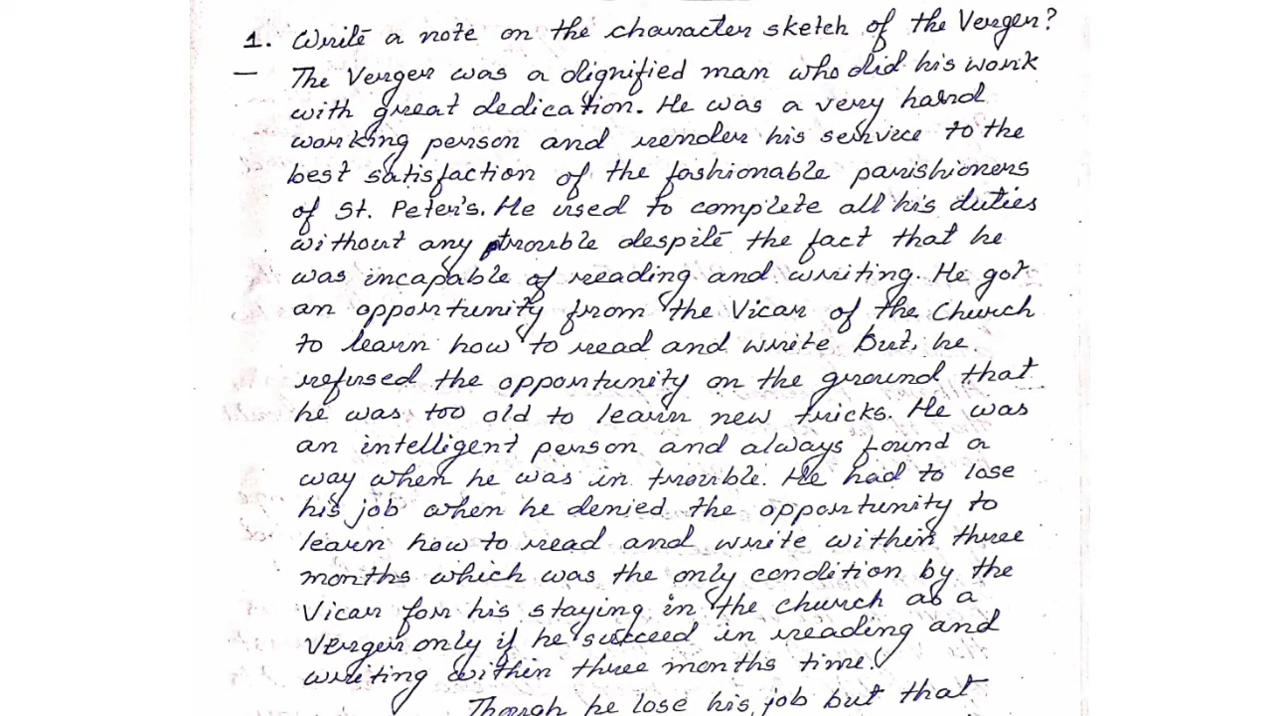 1. Write a note on the character sketch of the Verger?
— The Verger was a dignified man who did his work
with great dedication. He was a very hard
working person and render his service to the
best satisfaction of the fashionable parishioners
of St. Peter's. He used to complete all his duties
without any trouble despite the fact that he
was incapable of reading and writing. He got
an opportunity from the Vicar of the Church
to learn how to read and write But, he
refused the opportunity on the ground that
he was too old to learn new tricks. He was
an intelligent person and always found a
way when he was in trouble. He had to lose
his job when he denied the opportunity to
learn how to read and write within three
months which was the only condition by the
Vicar for his staying in the church as a
Verger only if he succeed in reading and
writing within three months time.
Though he lose his job but that